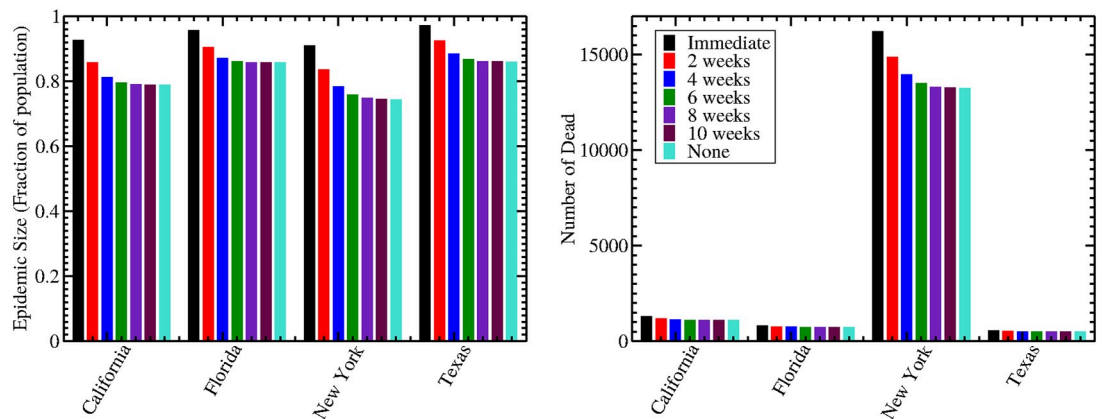 Epidemic Size (Fraction of population)
1
0.8
0.6
0.4
0.2
0
California
Florida
New York
Texas
Number of Dead
15000
10000
5000
0
Immediate
2 weeks
4 weeks
6 weeks
8 weeks
10 weeks
None
California
Florida
New York
Texas